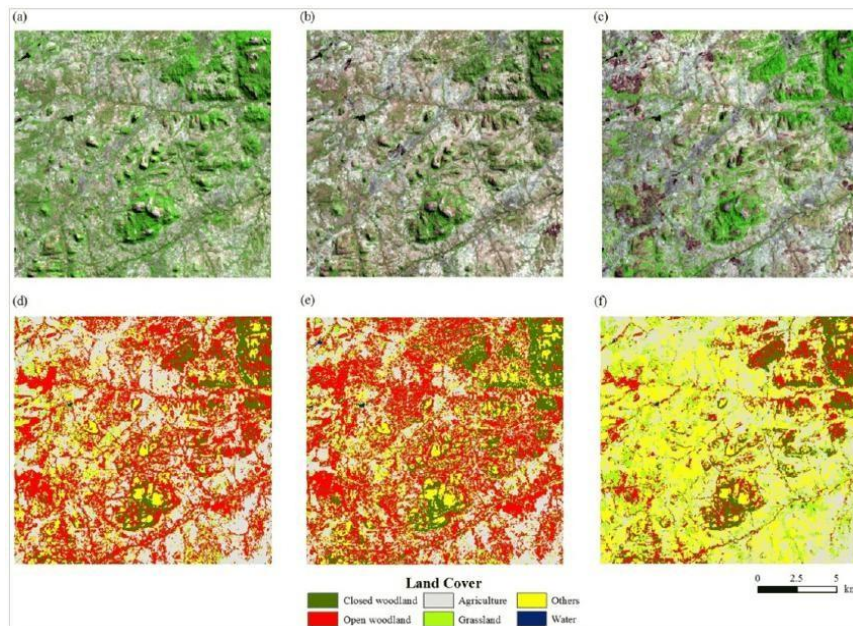 (a) (b) (c)
(d) (e) (f)
Land Cover
Closed woodland Agriculture Others
Open woodland Grassland Water
0 2.5 5